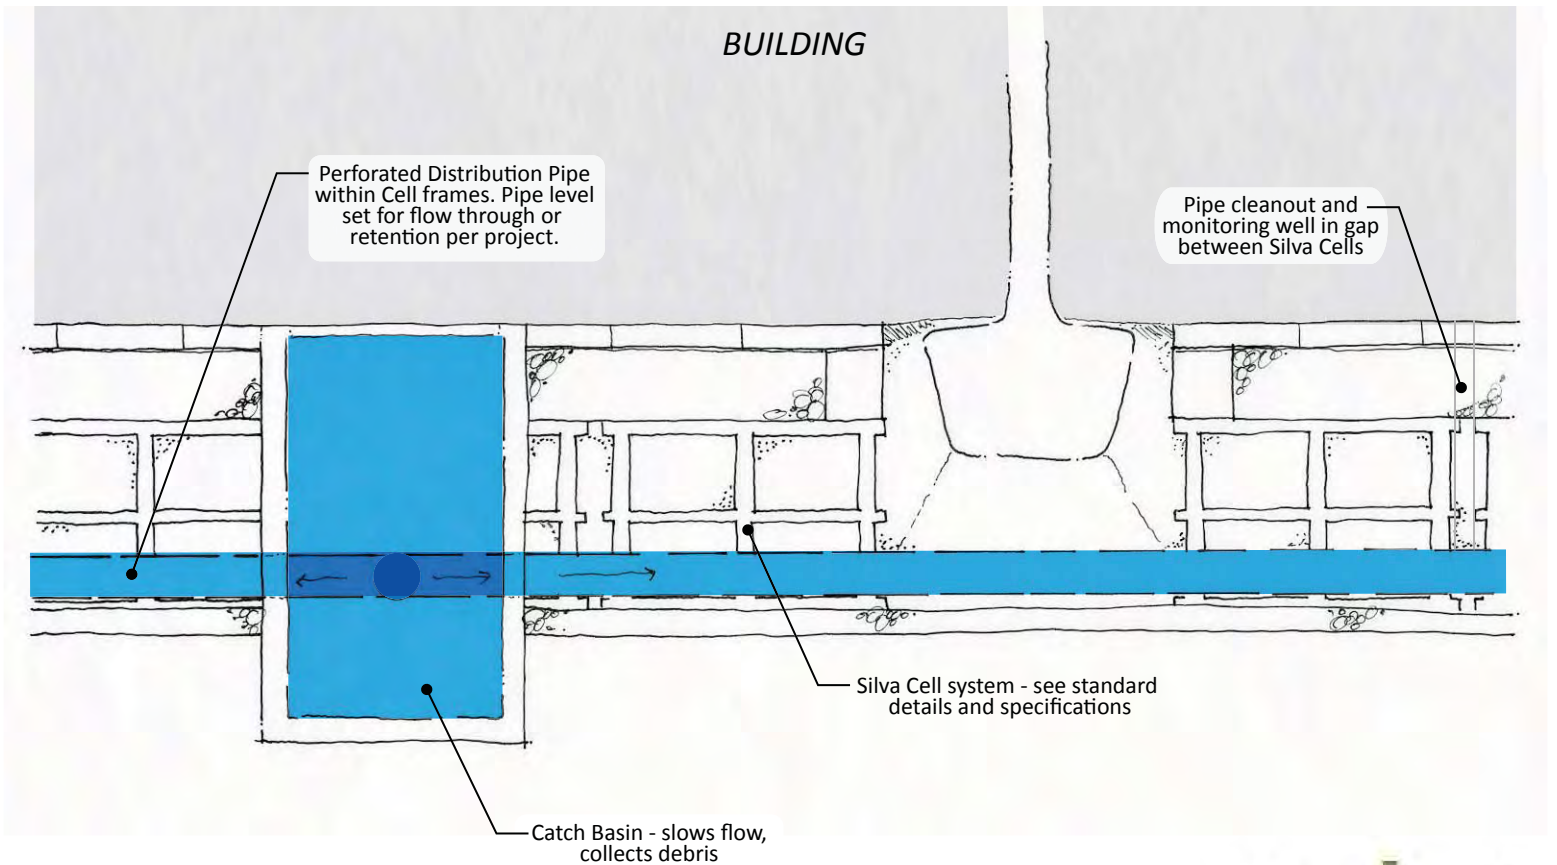 BUILDING
Perforated Distribution Pipe
within Cell frames. Pipe level
set for flow through or
retention per project.
Pipe cleanout and
monitoring well in gap
between Silva Cells
Silva Cell system - see standard
details and specifications
Catch Basin - slows flow,
collects debris